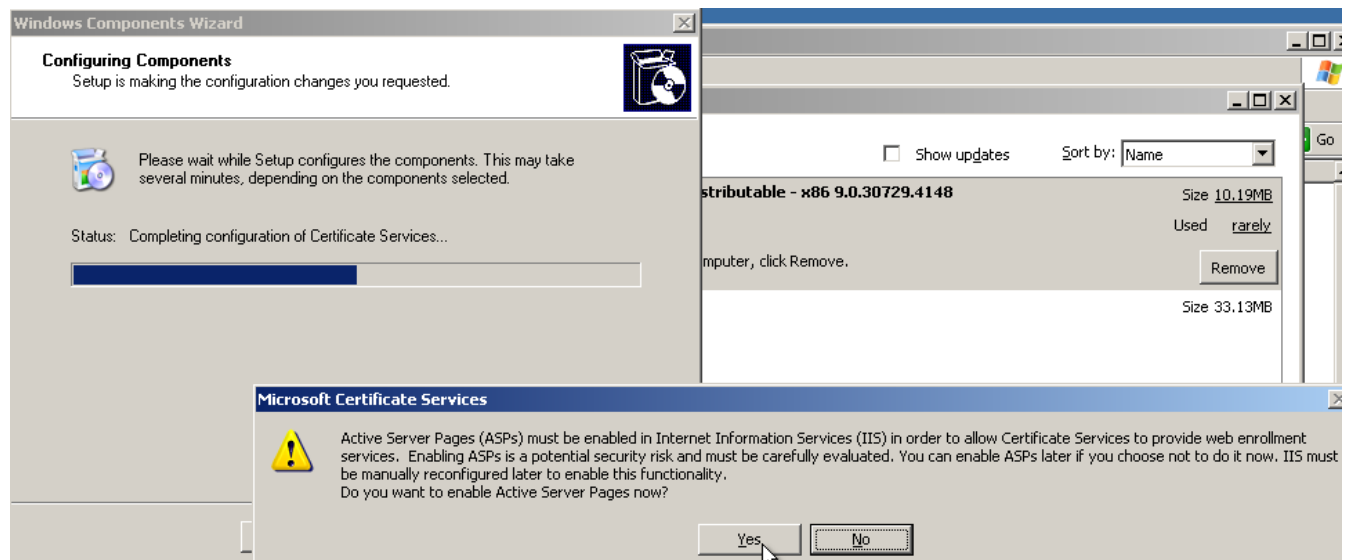 Windows Components Wizard
Configuring Components
Setup is making the configuration changes you requested.
Please wait while Setup configures the components. This may take
several minutes, depending on the components selected.
Status: Completing configuration of Certificate Services...
Go
Show updates Sort by: Name
stributable - x86 9.0.30729.4148 Size 10.19MB
Used rarely
mputer, click Remove. Remove
Size 33.13MB
Microsoft Certificate Services
Active Server Pages (ASPs) must be enabled in Internet Information Services (IIS) in order to allow Certificate Services to provide web enrollment
services. Enabling ASPs is a potential security risk and must be carefully evaluated. You can enable ASPs later if you choose not to do it now. IIS must
be manually reconfigured later to enable this functionality.
Do you want to enable Active Server Pages now?
Yes No